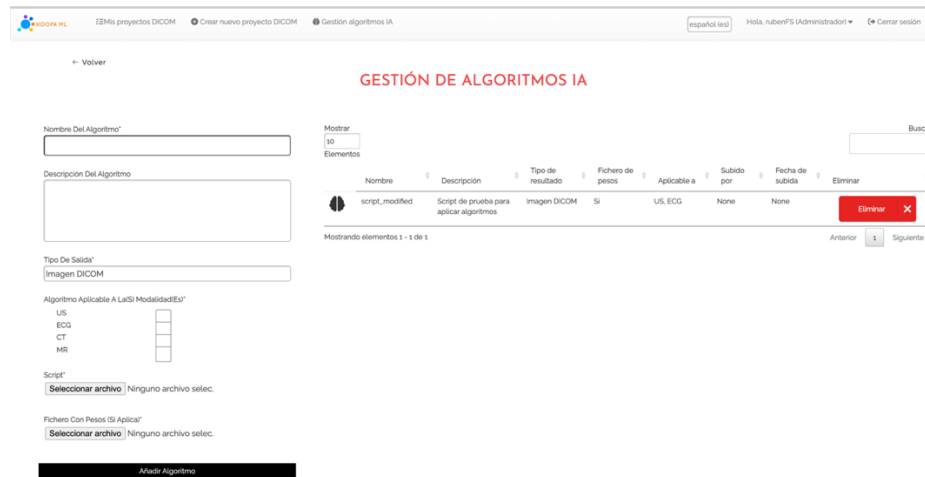 KOOPA ML
Mis proyectos DICOM
Crear nuevo proyecto DICOM
Gestión algoritmos IA
español (es)
Hola, rubenFS (Administrador)
Cerrar sesión
← Volver
GESTIÓN DE ALGORITMOS IA
Nombre Del Algoritmo*
Descripción Del Algoritmo
Tipo De Salida*
Imagen DICOM
Algoritmo Aplicable A La(S) Modalidad(Es)*
US
ECG
CT
MR
Script*
Seleccionar archivo Ninguno archivo selec.
Fichero Con Pesos (Si Aplica)*
Seleccionar archivo Ninguno archivo selec.
Añadir Algoritmo
Mostrar
10
Elementos
Busc
Nombre
Descripción
Tipo de
resultado
Fichero de
pesos
Aplicable a
Subido
por
Fecha de
subida
Eliminar
script_modified
Script de prueba para
aplicar algoritmos
Imagen DICOM
Sí
US, ECG
None
None
Eliminar
Mostrando elementos 1 - 1 de 1
Anterior 1 Siguiente